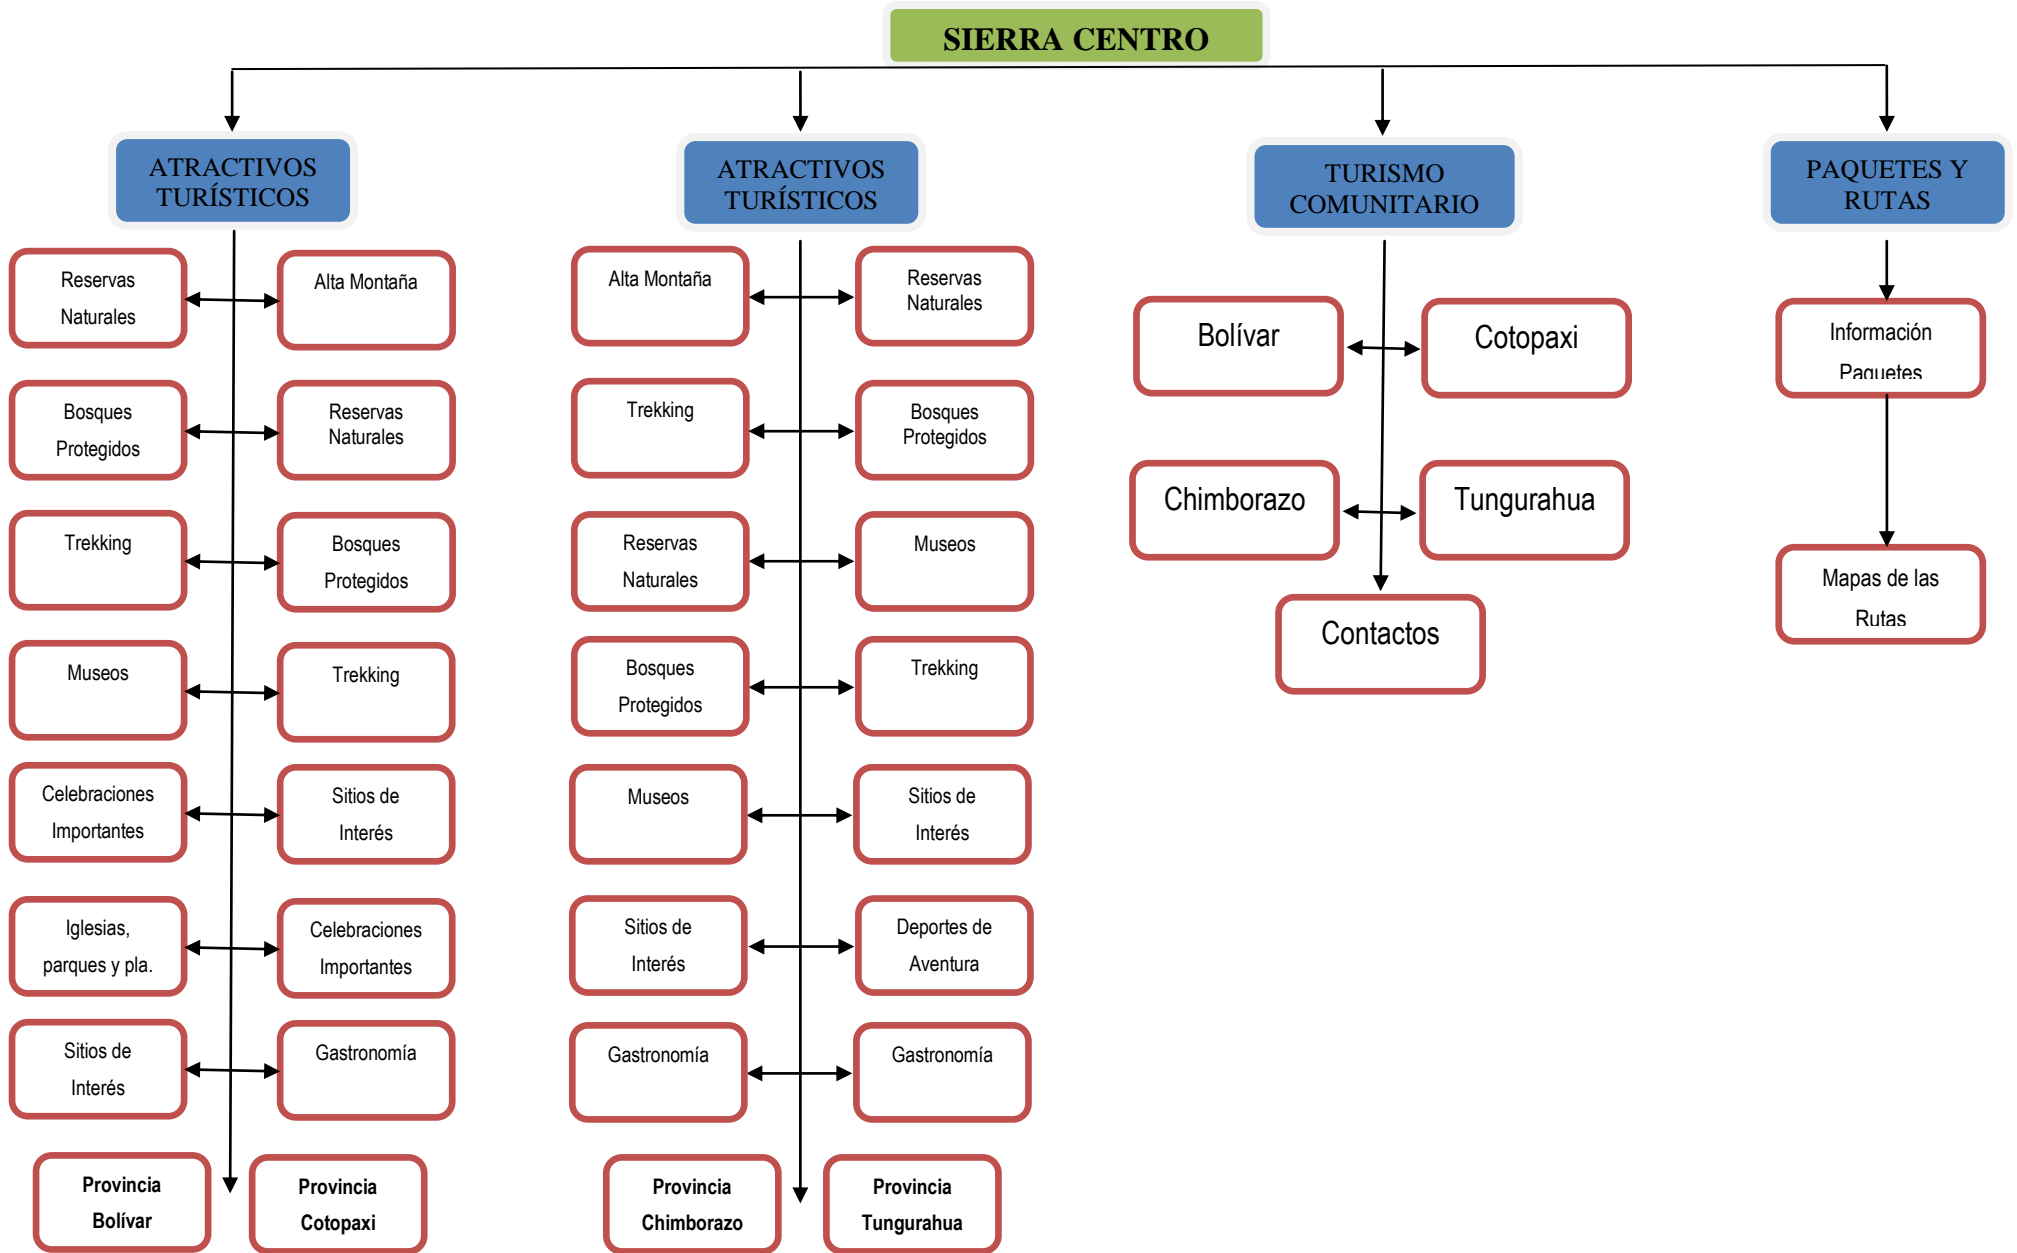 SIERRA CENTRO
ATRACTIVOS
TURÍSTICOS
Reservas
Naturales
Alta Montaña
Bosques
Protegidos
Reservas
Naturales
Trekking
Bosques
Protegidos
Museos
Trekking
Celebraciones
Importantes
Sitios de
Interés
Iglesias,
parques y pla.
Celebraciones
Importantes
Sitios de
Interés
Gastronomía
Provincia
Bolívar
Provincia
Cotopaxi
ATRACTIVOS
TURÍSTICOS
Alta Montaña
Reservas
Naturales
Trekking
Bosques
Protegidos
Reservas
Naturales
Museos
Bosques
Protegidos
Trekking
Museos
Sitios de
Interés
Sitios de
Interés
Deportes de
Aventura
Gastronomía
Gastronomía
Provincia
Chimborazo
Provincia
Tungurahua
TURISMO
COMUNITARIO
Bolívar
Cotopaxi
Chimborazo
Tungurahua
Contactos
PAQUETES Y
RUTAS
Información
Paquetes
Mapas de las
Rutas